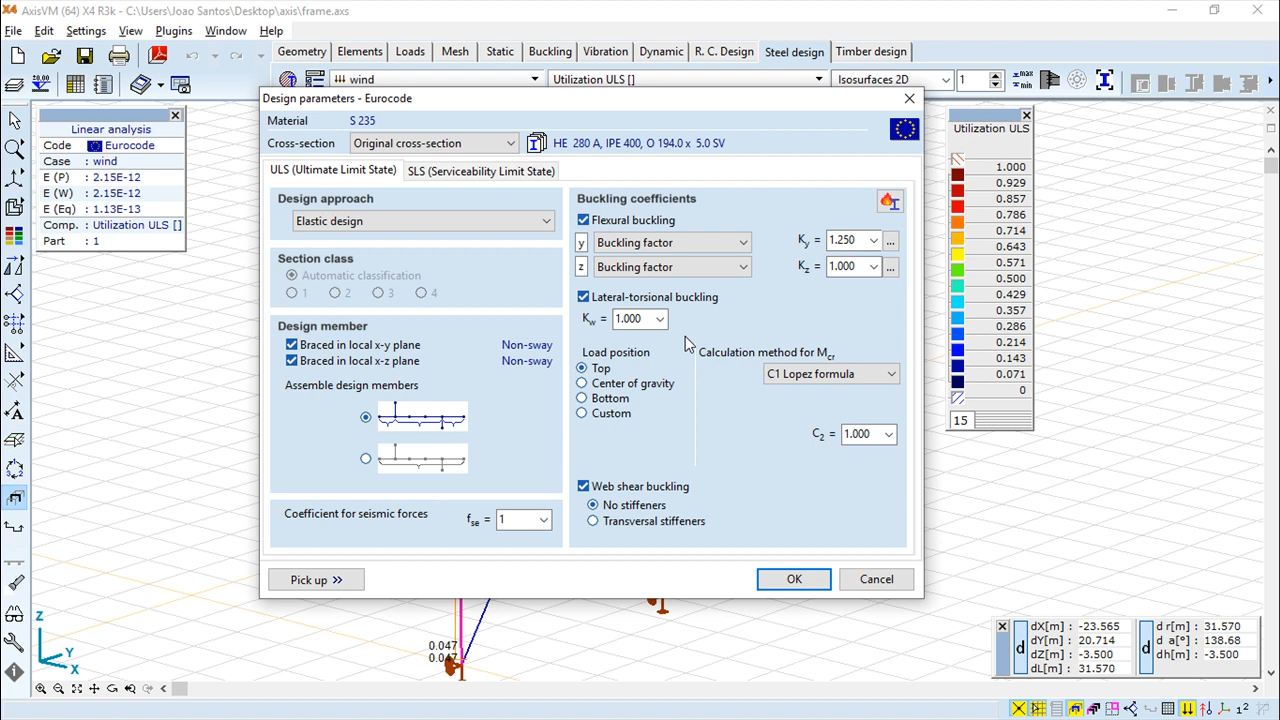 AxisVM (64) X4 R3k - C:\Users\Joao Santos\Desktop\axis\frame.axs
File Edit Settings View Plugins Window Help
Geometry Elements Loads Mesh Static Buckling Vibration Dynamic R. C. Design Steel design Timber design
wind Utilization ULS [] Isosurfaces 2D 1 max min
Linear analysis
Code : Eurocode
Case : wind
E (P) : 2.15E-12
E (W) : 2.15E-12
E (Eq) : 1.13E-13
Comp. : Utilization ULS []
Part : 1
Design parameters - Eurocode
Material S 235
Cross-section Original cross-section HE 280 A, IPE 400, O 194.0 x 5.0 SV
ULS (Ultimate Limit State) SLS (Serviceability Limit State)
Design approach
Elastic design
Section class
Automatic classification
1 2 3 4
Design member
Braced in local x-y plane Non-sway
Braced in local x-z plane Non-sway
Assemble design members
Coefficient for seismic forces fse = 1
Buckling coefficients
Flexural buckling
y Buckling factor Ky = 1.250 ...
z Buckling factor Kz = 1.000 ...
Lateral-torsional buckling
Kw = 1.000
Load position
Top
Center of gravity
Bottom
Custom
Calculation method for Mcr
C1 Lopez formula
C2 = 1.000
Web shear buckling
No stiffeners
Transversal stiffeners
Pick up >> OK Cancel
Utilization ULS
1.000
0.929
0.857
0.786
0.714
0.643
0.571
0.500
0.429
0.357
0.286
0.214
0.143
0.071
0
15
0.047
0.047
Z
Y
X
d
dX[m] : -23.565
dY[m] : 20.714
dZ[m] : -3.500
dL[m] : 31.570
d
d r[m] : 31.570
d a[°] : 138.68
dh[m] : -3.500